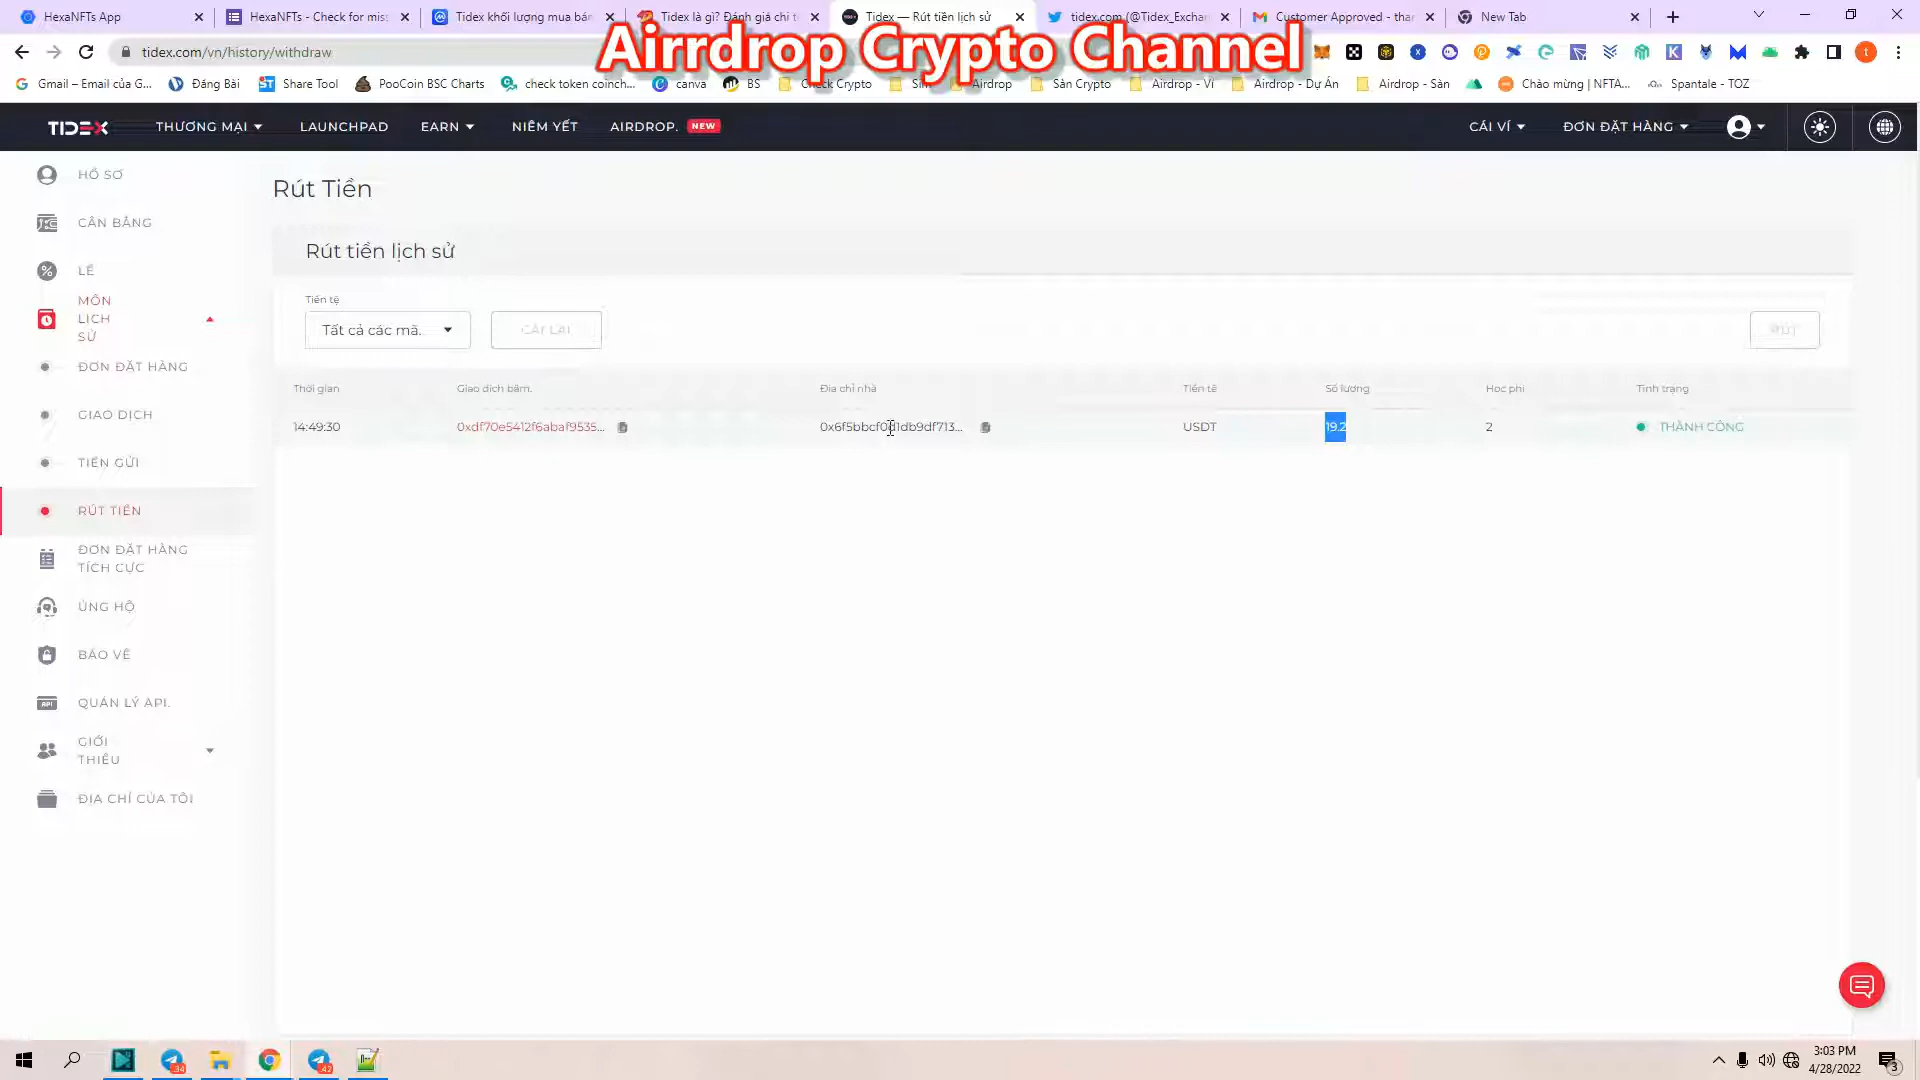 HexaNFTs App
HexaNFTs - Check for miss
Tidex khối lượng mua bán
Tidex là gì? Đánh giá chi t
Tidex — Rút tiền lịch sử
tidex.com (@Tidex_Exchan
Customer Approved - than
New Tab
tidex.com/vn/history/withdraw
Airrdrop Crypto Channel
Gmail – Email của G...
Đăng Bài
Share Tool
PooCoin BSC Charts
check token coinch...
canva
BS
Check Crypto
Airdrop
Sàn Crypto
Airdrop - Ví
Airdrop - Dự Án
Airdrop - Sàn
Chào mừng | NFTA...
Spantale - TOZ
TIDEX
THƯƠNG MẠI
LAUNCHPAD
EARN
NIÊM YẾT
AIRDROP.
NEW
CÁI VÍ
ĐƠN ĐẶT HÀNG
HỒ SƠ
CÂN BẰNG
LỄ
MÔN
LỊCH
SỬ
ĐƠN ĐẶT HÀNG
GIAO DỊCH
TIỀN GỬI
RÚT TIỀN
ĐƠN ĐẶT HÀNG
TÍCH CỰC
ỦNG HỘ
BẢO VỆ
QUẢN LÝ API.
GIỚI
THIỆU
ĐỊA CHỈ CỦA TÔI
Rút Tiền
Rút tiền lịch sử
Tiền tệ
Tất cả các mã.
CÀI LẠI
RÚT
Thời gian
Giao dịch băm.
Địa chỉ nhà
Tiền tệ
Số lượng
Học phí
Tình trạng
14:49:30
0xdf70e5412f6abaf9535...
0x6f5bbcf0d1db9df713...
USDT
19.2
2
THÀNH CÔNG
34
42
3:03 PM
4/28/2022
3